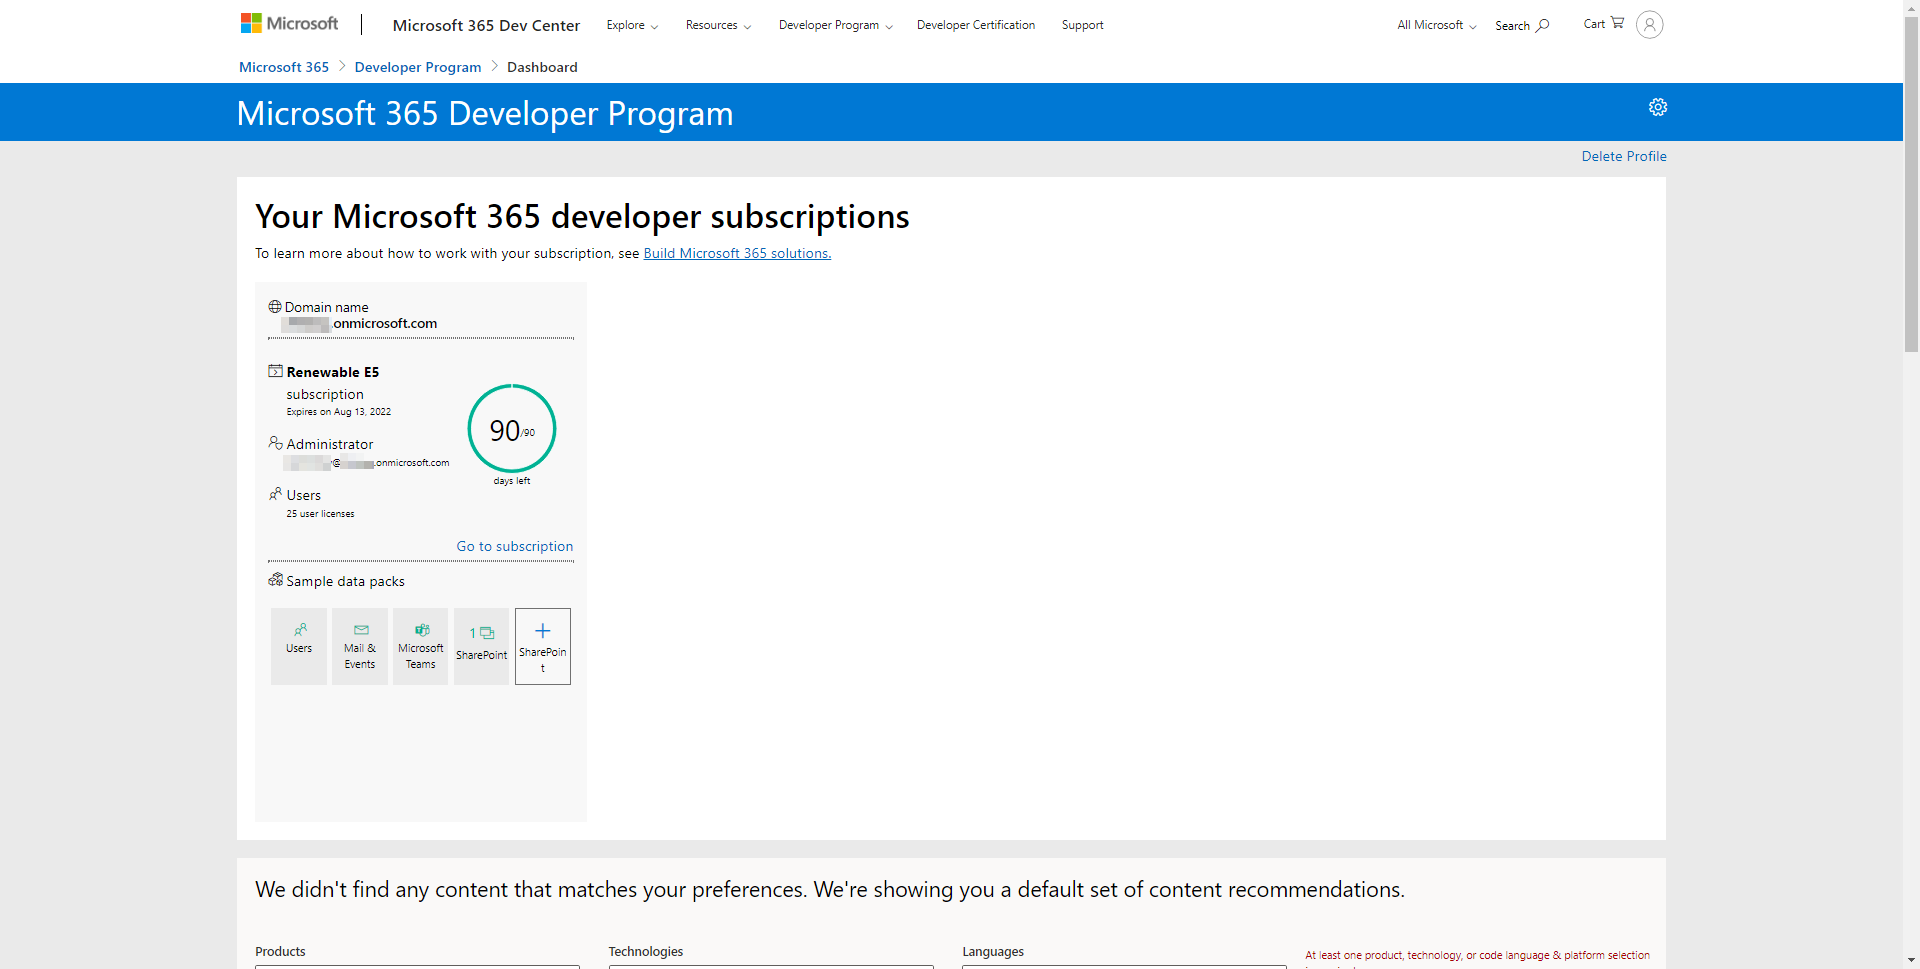 Microsoft
Microsoft 365 Dev Center
Explore
Resources
Developer Program
Developer Certification
Support
All Microsoft
Search
Cart
Microsoft 365
Developer Program
Dashboard
Microsoft 365 Developer Program
Delete Profile
Your Microsoft 365 developer subscriptions
To learn more about how to work with your subscription, see Build Microsoft 365 solutions.
Domain name
.onmicrosoft.com
Renewable E5
subscription
Expires on Aug 13, 2022
90/90
days left
Administrator
@ .onmicrosoft.com
Users
25 user licenses
Go to subscription
Sample data packs
Users
Mail &
Events
Microsoft
Teams
1
SharePoint
SharePoin
t
We didn't find any content that matches your preferences. We're showing you a default set of content recommendations.
Products
Technologies
Languages
At least one product, technology, or code language & platform selection